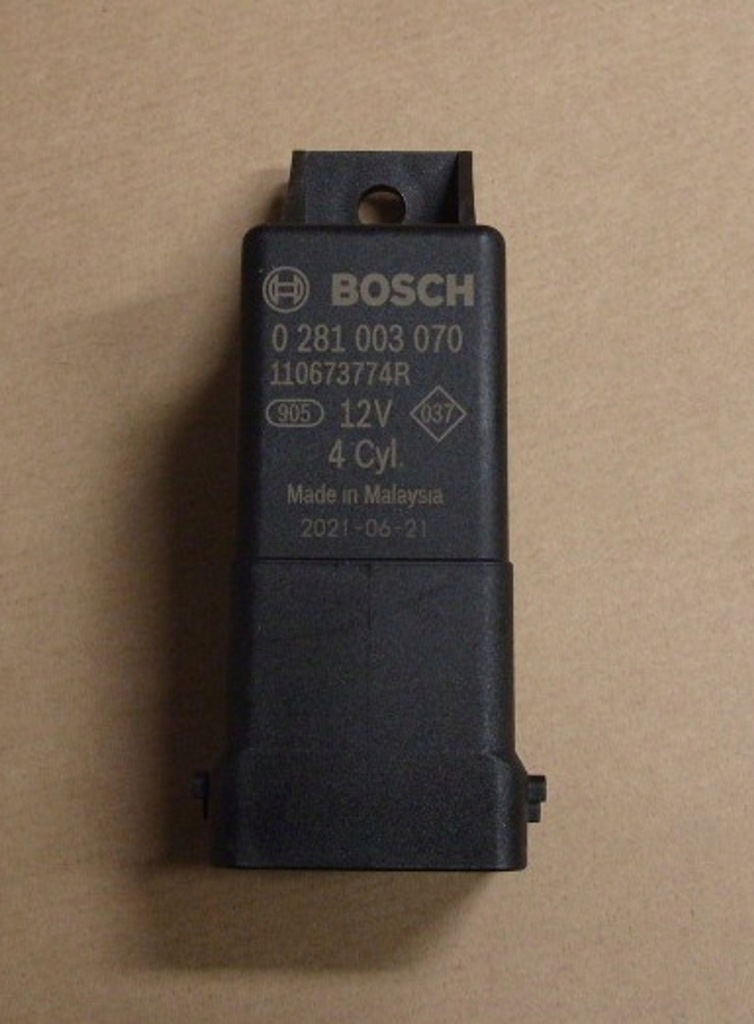 BOSCH
0 281 003 070
110673774R
905 12V 037
4 Cyl.
Made in Malaysia
2021-06-21